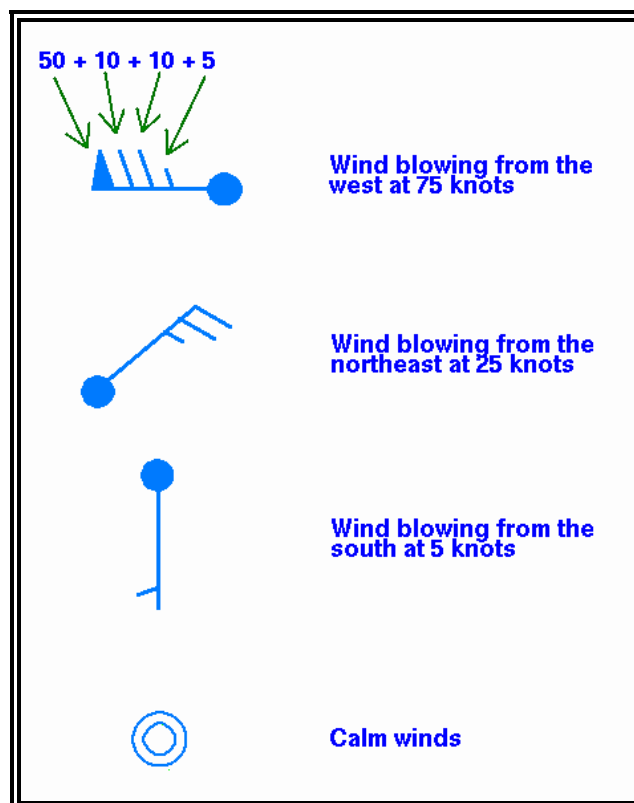 50 + 10 + 10 + 5
Wind blowing from the
west at 75 knots
Wind blowing from the
northeast at 25 knots
Wind blowing from the
south at 5 knots
Calm winds